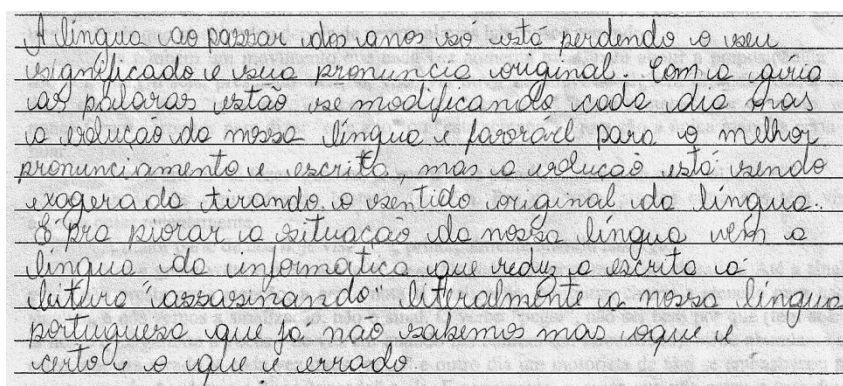 A língua ao passar dos anos só está perdendo o seu
significado e sua pronuncia original. Com a gíria
as palavras estão se modificando cada dia mas
a evolução da nossa língua é favorável para o melhor
pronunciamento e escrita, mas a evolução está sendo
exagerada tirando o sentido original da língua.
E pra piorar a situação da nossa língua vem a
língua da informatica que reduz a escrita a
leitura "assasinando" literalmente a nossa língua
portuguesa que já não sabemos mas oque e
certo e o que e errado